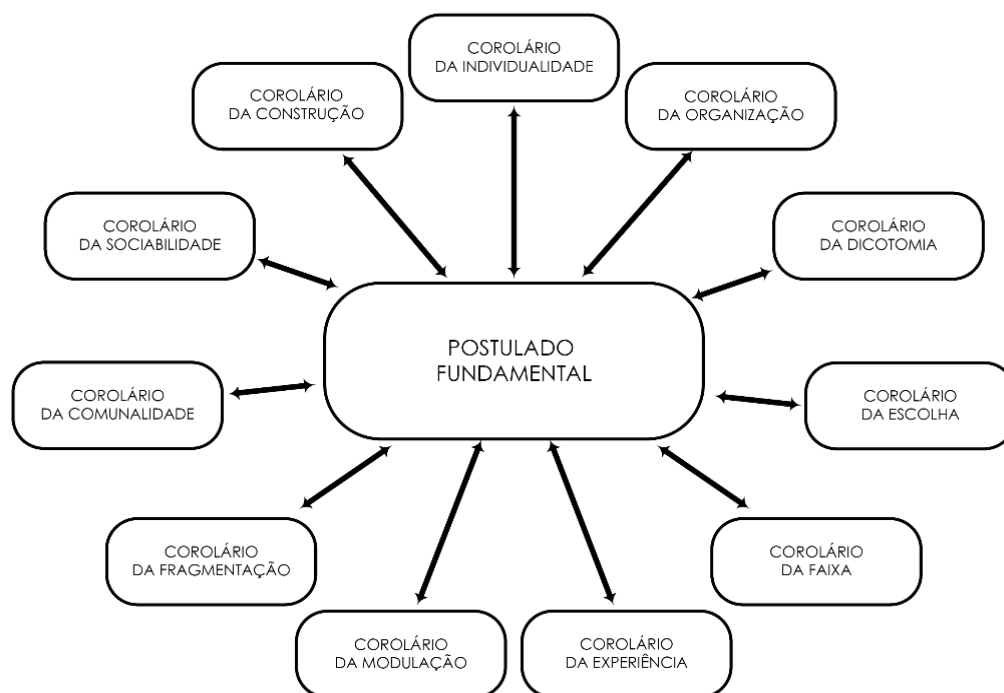 COROLÁRIO
DA INDIVIDUALIDADE
COROLÁRIO
DA CONSTRUÇÃO
COROLÁRIO
DA ORGANIZAÇÃO
COROLÁRIO
DA SOCIABILIDADE
COROLÁRIO
DA DICOTOMIA
POSTULADO
FUNDAMENTAL
COROLÁRIO
DA COMUNALIDADE
COROLÁRIO
DA ESCOLHA
COROLÁRIO
DA FRAGMENTAÇÃO
COROLÁRIO
DA FAIXA
COROLÁRIO
DA MODULAÇÃO
COROLÁRIO
DA EXPERIÊNCIA